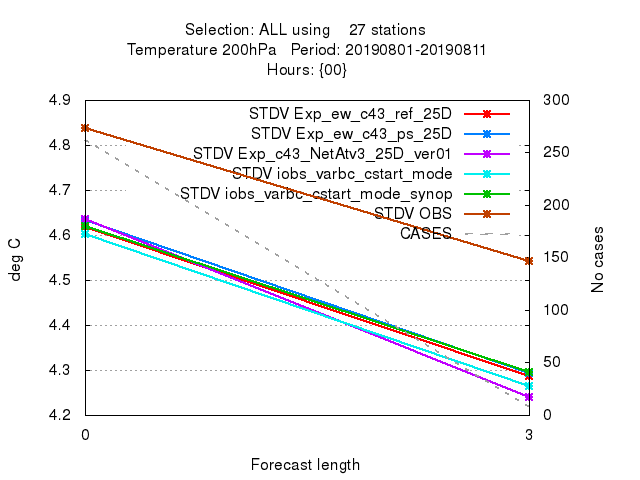 Selection: ALL using    27 stations
Temperature 200hPa   Period: 20190801-20190811
Hours: {00}
4.9
4.8
4.7
4.6
4.5
4.4
4.3
4.2
deg C
STDV Exp_ew_c43_ref_25D
STDV Exp_ew_c43_ps_25D
STDV Exp_c43_NetAtv3_25D_ver01
STDV iobs_varbc_cstart_mode
STDV iobs_varbc_cstart_mode_synop
STDV OBS
CASES
300
250
200
150
100
50
0
No cases
0
3
Forecast length